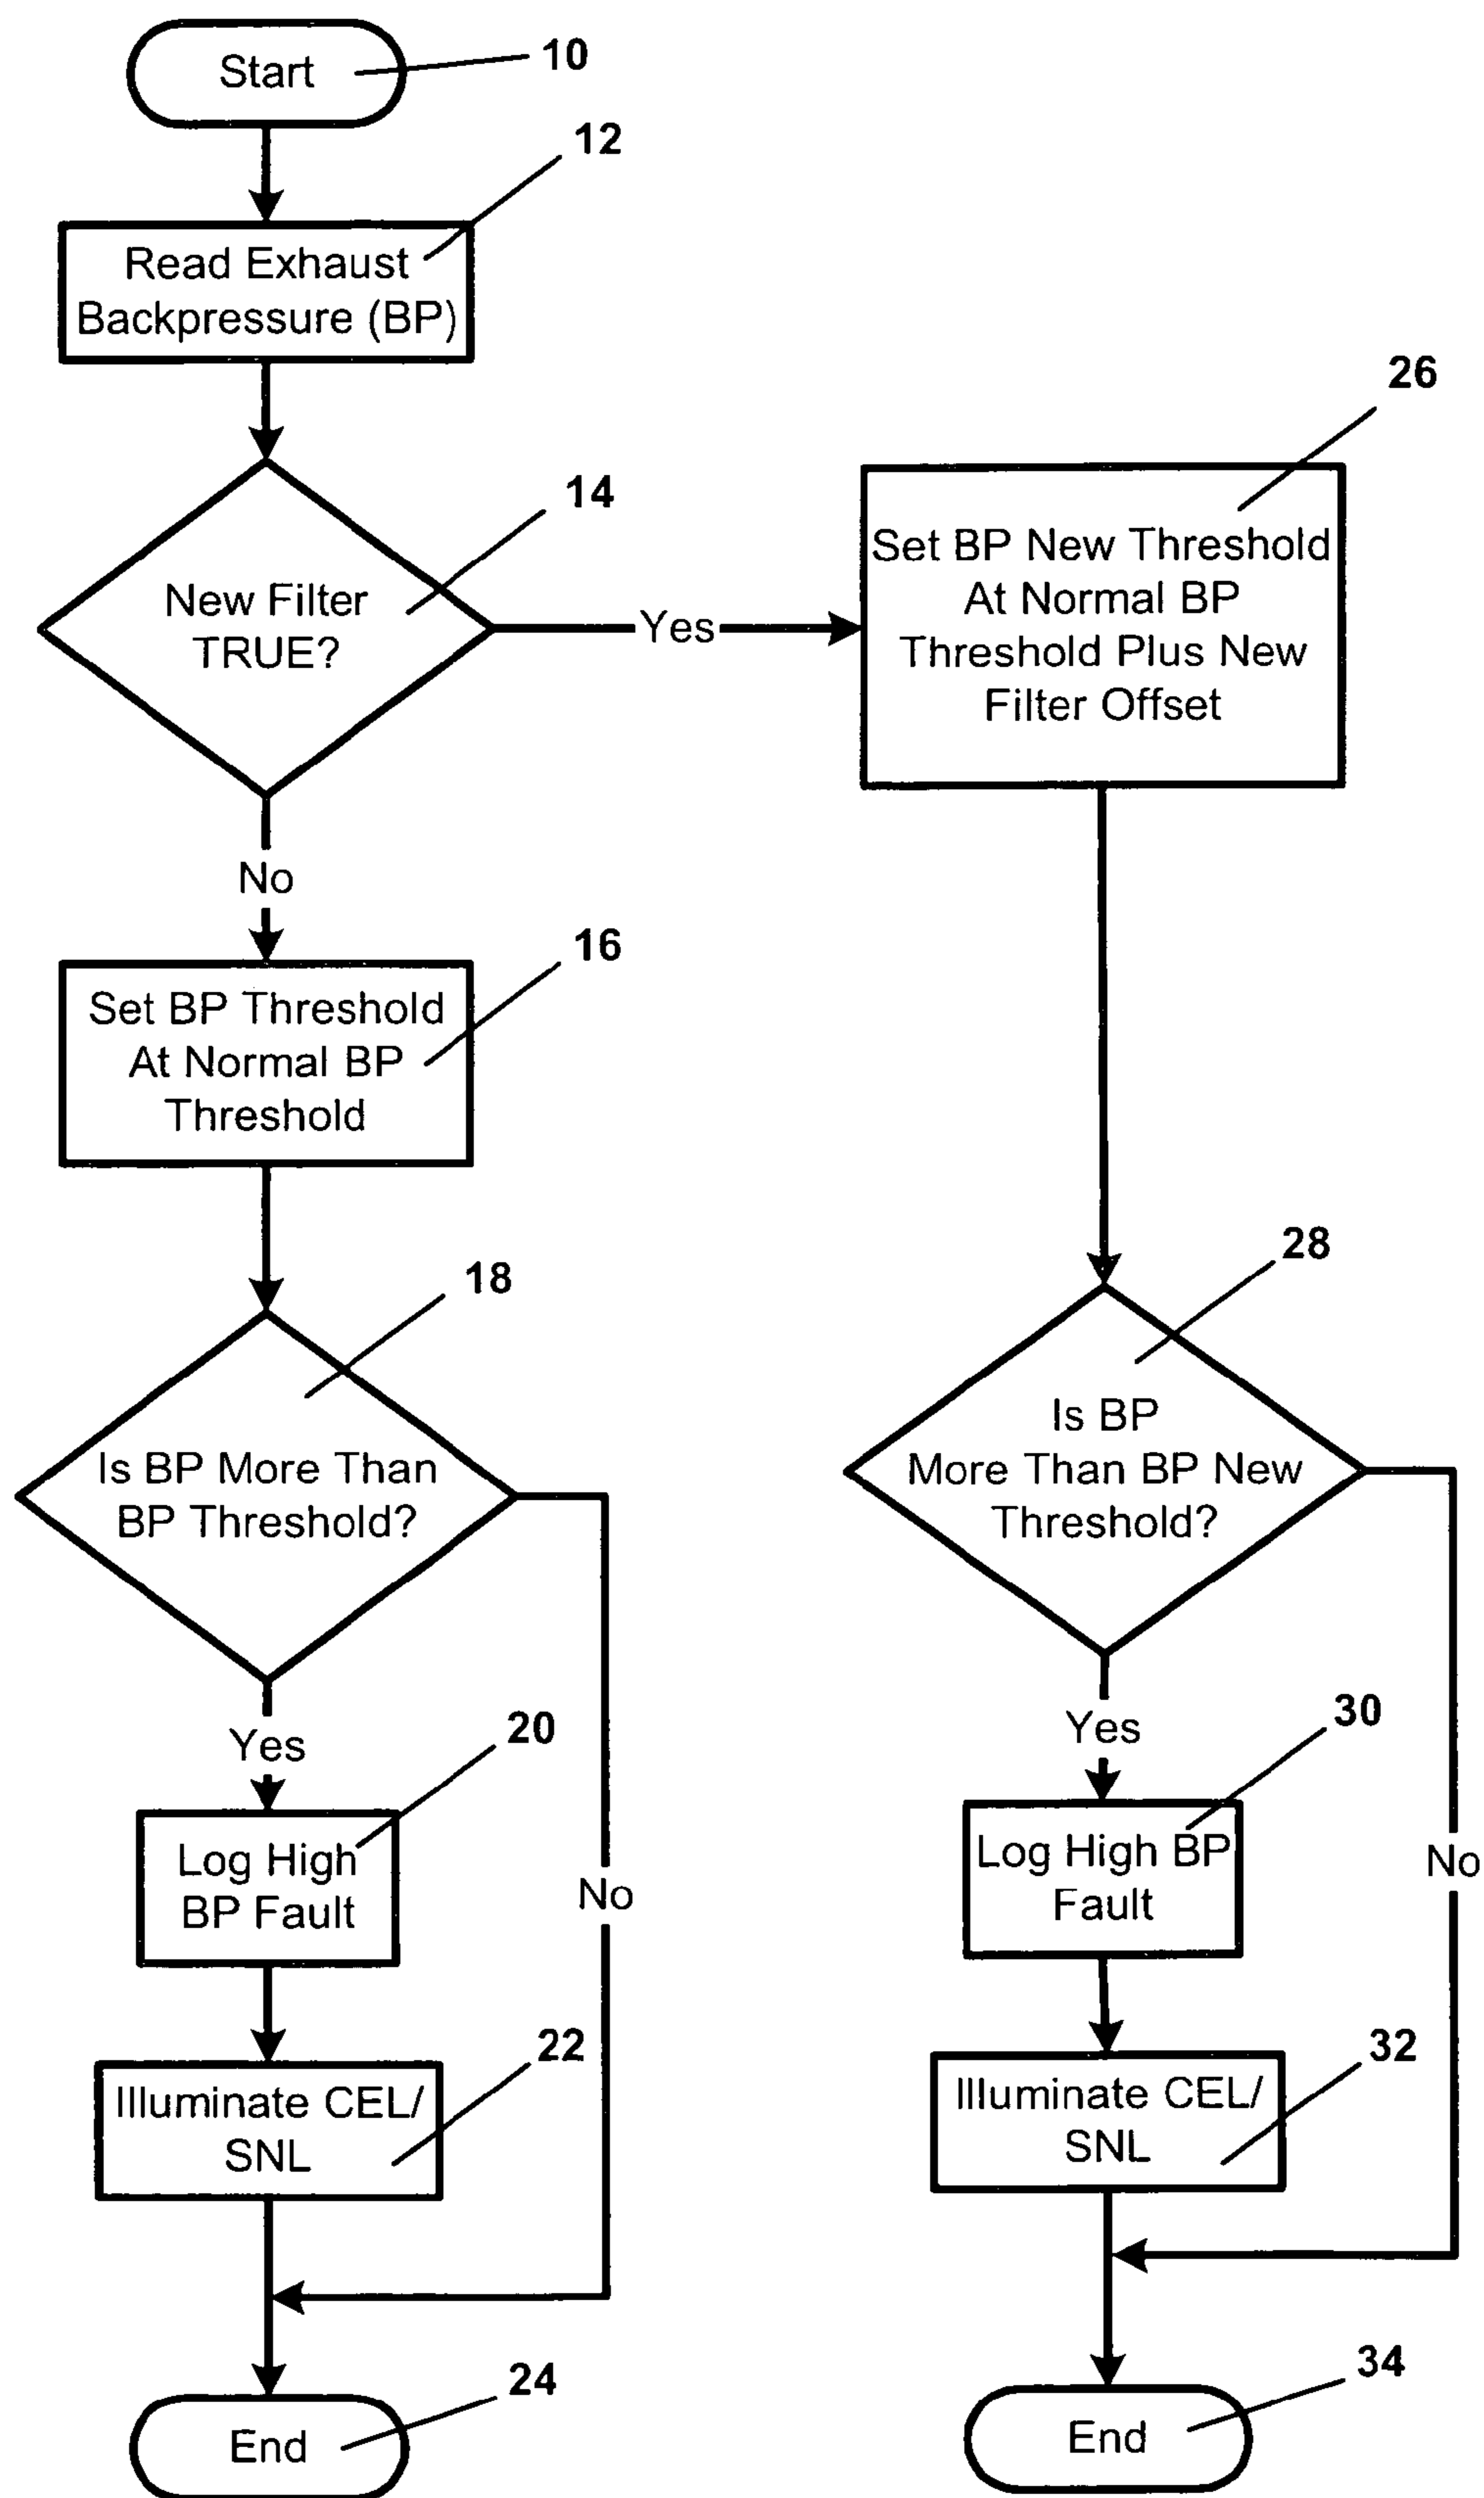 Start
10
12
Read Exhaust
Backpressure (BP)
14
New Filter
TRUE?
Yes
26
Set BP New Threshold
At Normal BP
Threshold Plus New
Filter Offset
No
16
Set BP Threshold
At Normal BP
Threshold
18
Is BP More Than
BP Threshold?
Yes
20
Log High
BP Fault
No
22
Illuminate CEL/
SNL
24
End
28
Is BP
More Than BP New
Threshold?
Yes
30
Log High BP
Fault
No
32
Illuminate CEL/
SNL
34
End